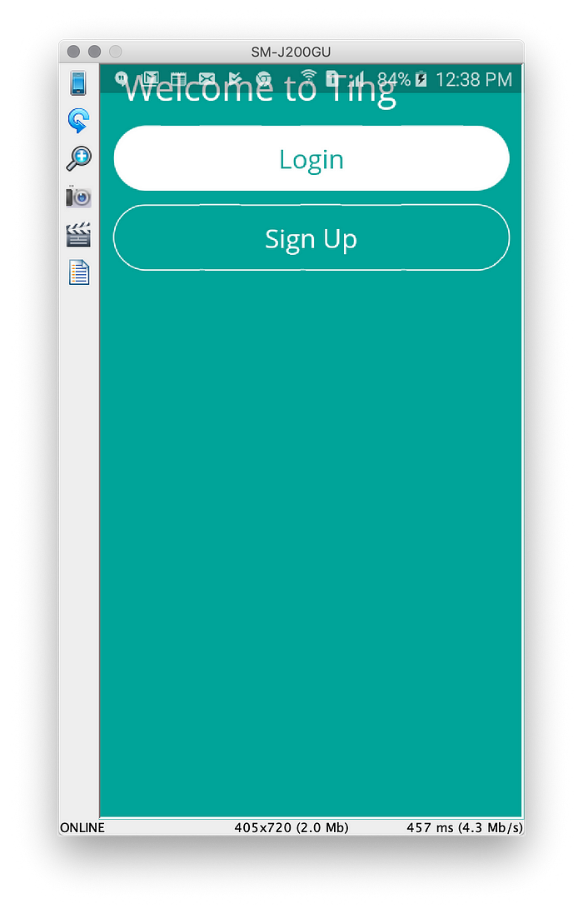 SM-J200GU
84% 12:38 PM
Welcome to Ting
Login
Sign Up
ONLINE 405x720 (2.0 Mb) 457 ms (4.3 Mb/s)